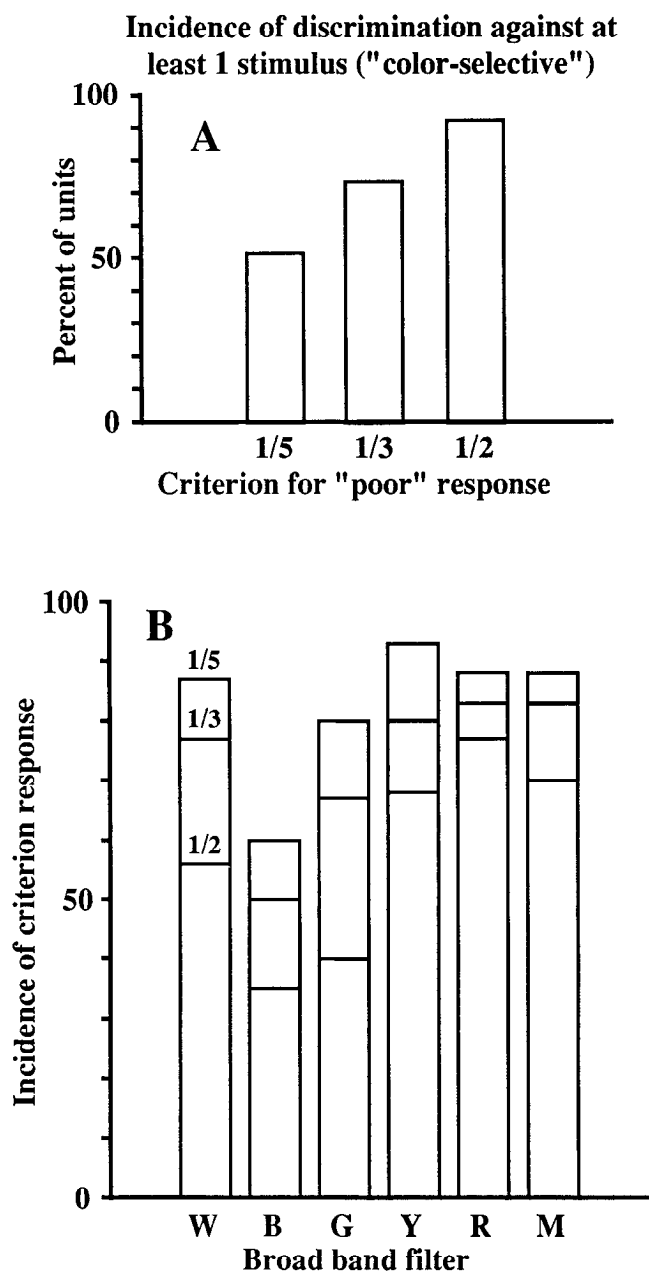 Incidence of discrimination against at
least 1 stimulus ("color-selective")
100
A
50
0
Percent of units
1/5 1/3 1/2
Criterion for "poor" response
100
B
1/5
1/3
1/2
50
0
Incidence of criterion response
W B G Y R M
Broad band filter